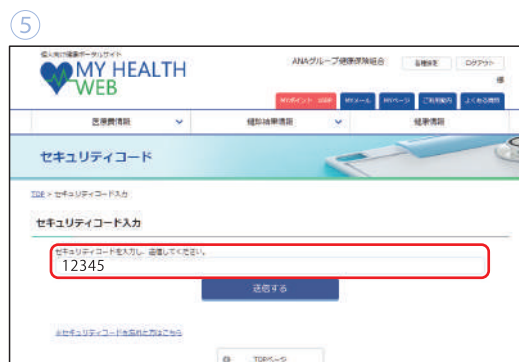 ⑤
個人向け健康ポータルサイト
MY HEALTH WEB
ANAグループ健康保険組合
各種設定
ログアウト
様
MYポイント
MYメール
MYページ
ご利用案内
よくある質問
医療費情報
健診結果情報
健康情報
セキュリティコード
TOP > セキュリティコード入力
セキュリティコード入力
セキュリティコードを入力し、送信してください。
12345
送信する
※セキュリティコードを忘れた方はこちら
TOPページ